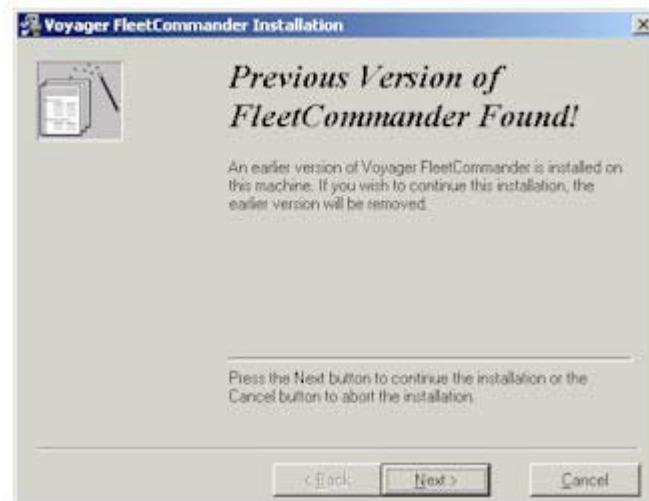 Voyager FleetCommander Installation
Previous Version of
FleetCommander Found!
An earlier version of Voyager FleetCommander is installed on
this machine. If you wish to continue this installation, the
earlier version will be removed.
Press the Next button to continue the installation or the
Cancel button to abort the installation.
< Back
Next >
Cancel